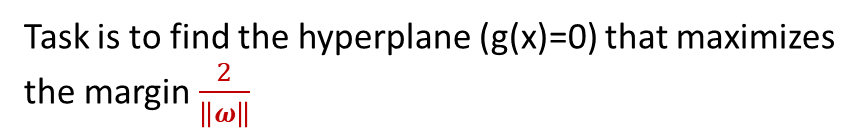 Task is to find the hyperplane (g(x)=0) that maximizes
the margin 2/||ω||